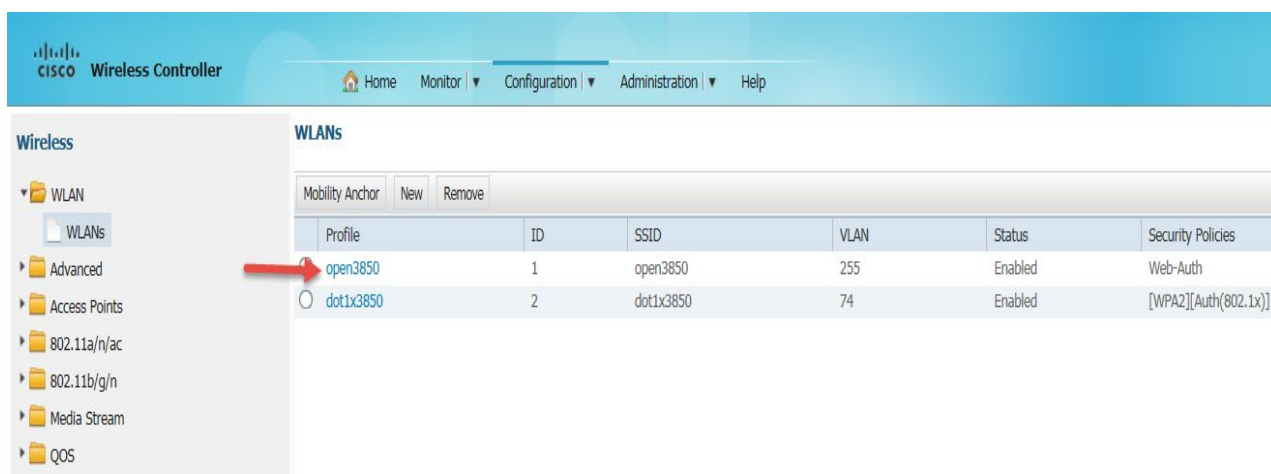 CISCO Wireless Controller
Home Monitor Configuration Administration Help
Wireless
WLAN
WLANs
Advanced
Access Points
802.11a/n/ac
802.11b/g/n
Media Stream
QOS
WLANs
Mobility Anchor New Remove
Profile ID SSID VLAN Status Security Policies
open3850 1 open3850 255 Enabled Web-Auth
dot1x3850 2 dot1x3850 74 Enabled [WPA2][Auth(802.1x)]